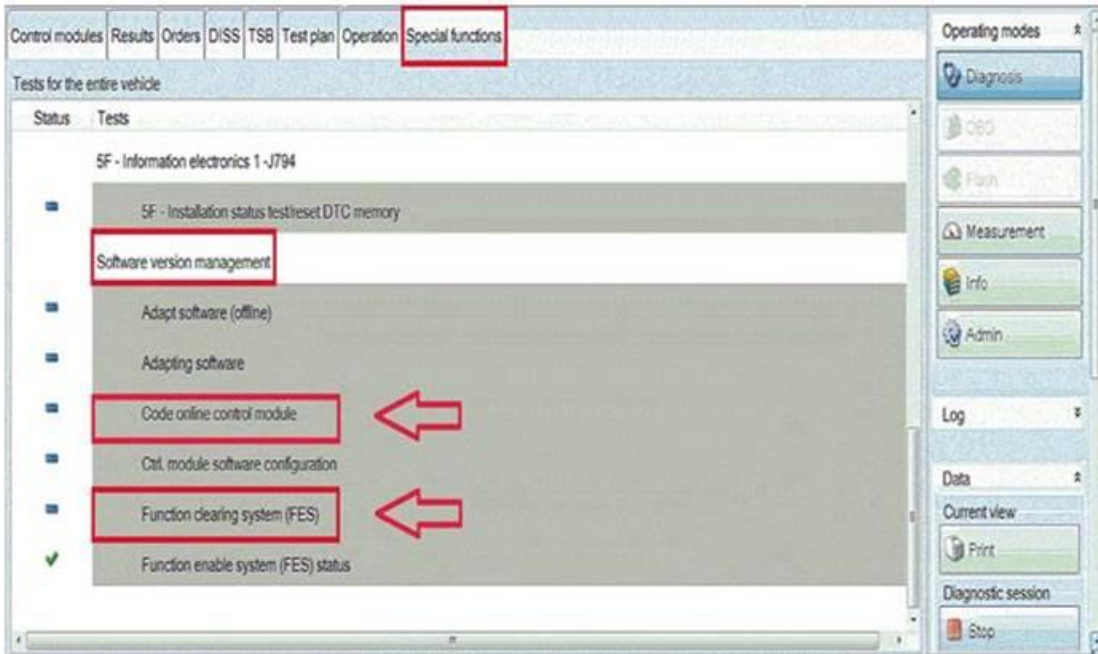 Control modules Results Orders DISS TSB Test plan Operation Special functions
Tests for the entire vehicle
Status Tests
5F - Information electronics 1 -J794
5F - Installation status test/reset DTC memory
Software version management
Adapt software (offline)
Adapting software
Code online control module
Ctrl. module software configuration
Function clearing system (FES)
Function enable system (FES) status
Operating modes
Diagnosis
OBD
Flash
Measurement
Info
Admin
Log
Data
Current view
Print
Diagnostic session
Stop